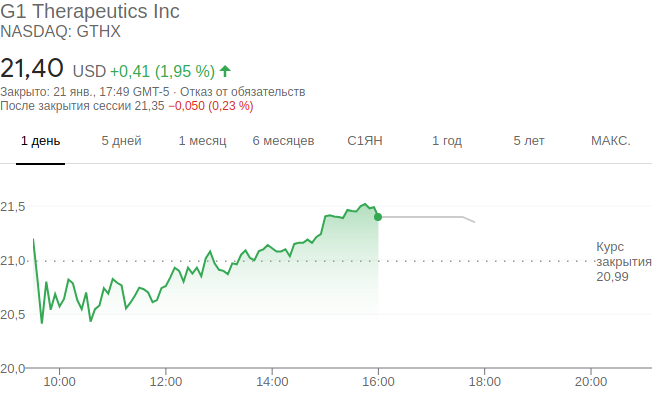 G1 Therapeutics Inc
NASDAQ: GTHX
21,40 USD +0,41 (1,95 %)
Закрыто: 21 янв., 17:49 GMT-5 · Отказ от обязательств
После закрытия сессии 21,35 −0,050 (0,23 %)
1 день 5 дней 1 месяц 6 месяцев С1ЯН 1 год 5 лет МАКС.
21,5
21,0
20,5
20,0
Курс
закрытия
20,99
10:00 12:00 14:00 16:00 18:00 20:00